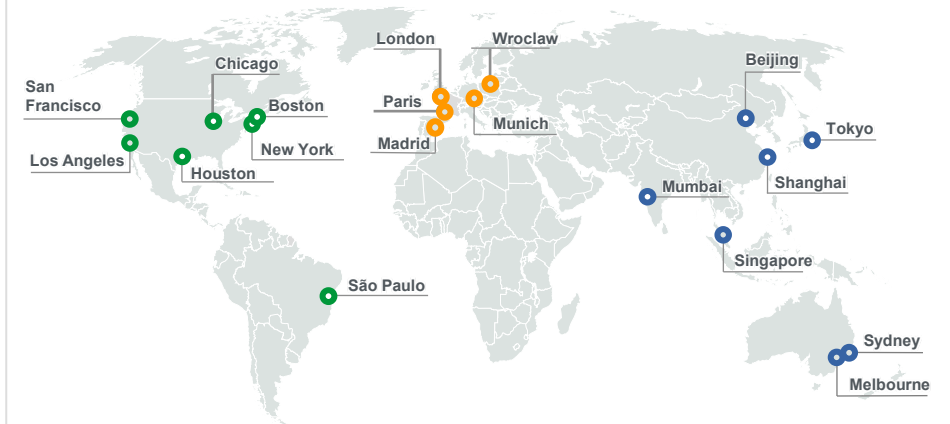 London
Wroclaw
Chicago
Beijing
San
Francisco
Boston
Paris
Tokyo
New York
Munich
Madrid
Los Angeles
Houston
Mumbai
Shanghai
Singapore
São Paulo
Sydney
Melbourne